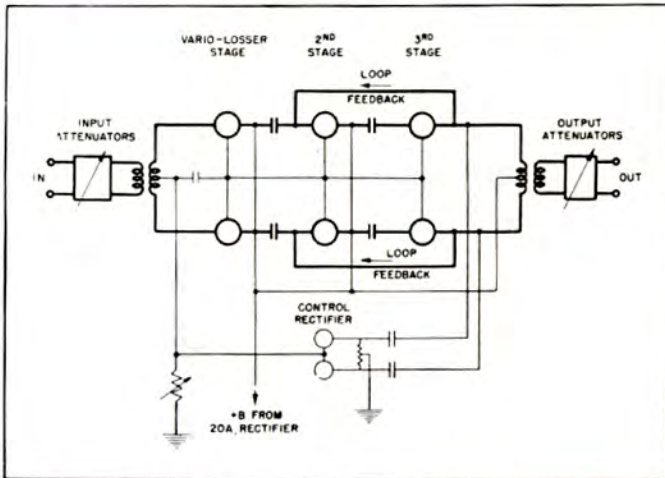 VARIO-LOSSER
STAGE
2ND
STAGE
3RD
STAGE
LOOP
FEEDBACK
INPUT
ATTENUATORS
OUTPUT
ATTENUATORS
IN
OUT
LOOP
FEEDBACK
CONTROL
RECTIFIER
+B FROM
20A RECTIFIER